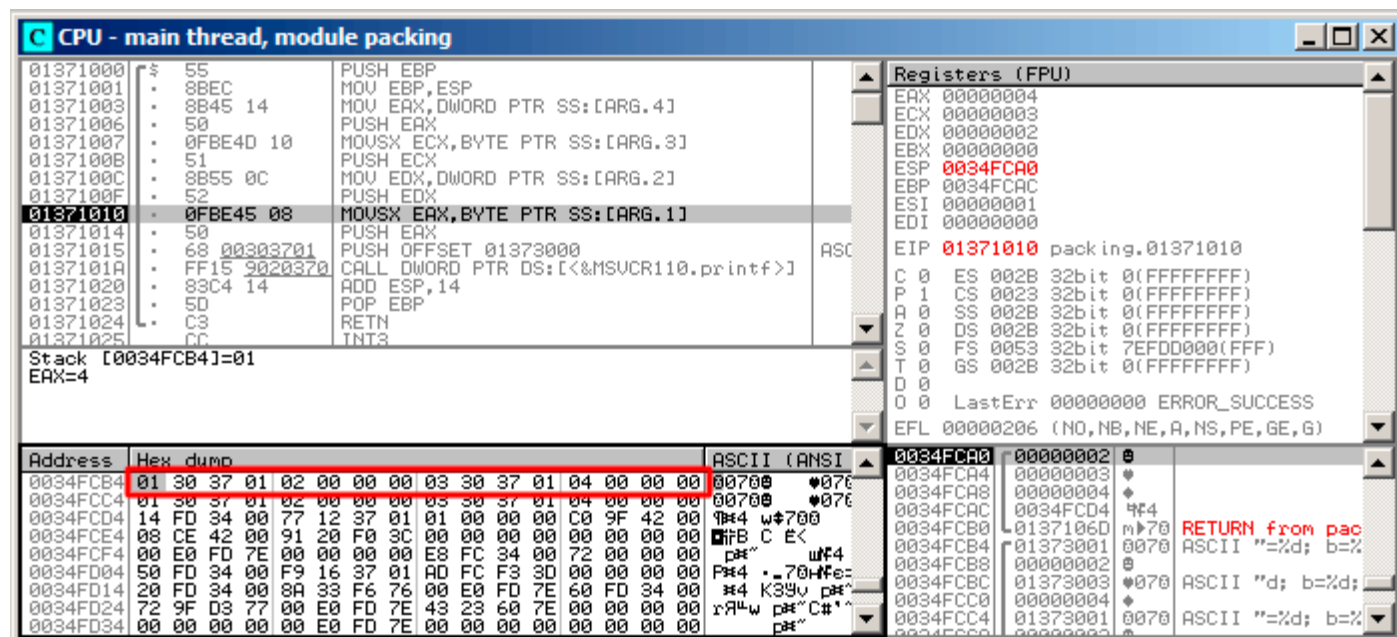 C CPU - main thread, module packing
01371000 $ 55 PUSH EBP
01371001 . 8BEC MOV EBP,ESP
01371003 . 8B45 14 MOV EAX,DWORD PTR SS:[ARG.4]
01371006 . 50 PUSH EAX
01371007 . 0FBE4D 10 MOVSX ECX,BYTE PTR SS:[ARG.3]
0137100B . 51 PUSH ECX
0137100C . 8B55 0C MOV EDX,DWORD PTR SS:[ARG.2]
0137100F . 52 PUSH EDX
01371010 . 0FBE45 08 MOVSX EAX,BYTE PTR SS:[ARG.1]
01371014 . 50 PUSH EAX
01371015 . 68 00303701 PUSH OFFSET 01373000 ASC
0137101A . FF15 9020370 CALL DWORD PTR DS:[<&MSVCR110.printf>]
01371020 . 83C4 14 ADD ESP,14
01371023 . 5D POP EBP
01371024 . C3 RETN
01371025 CC INT3
Stack [0034FCB4]=01
EAX=4
Registers (FPU)
EAX 00000004
ECX 00000003
EDX 00000002
EBX 00000000
ESP 0034FCA0
EBP 0034FCAC
ESI 00000001
EDI 00000000
EIP 01371010 packing.01371010
C 0 ES 002B 32bit 0(FFFFFFFF)
P 1 CS 0023 32bit 0(FFFFFFFF)
A 0 SS 002B 32bit 0(FFFFFFFF)
Z 0 DS 002B 32bit 0(FFFFFFFF)
S 0 FS 0053 32bit 7EFDD000(FFF)
T 0 GS 002B 32bit 0(FFFFFFFF)
D 0
O 0 LastErr 00000000 ERROR_SUCCESS
EFL 00000206 (NO,NB,NE,A,NS,PE,GE,G)
Address Hex dump ASCII (ANSI
0034FCB4 01 30 37 01 02 00 00 00 03 30 37 01 04 00 00 00
0034FCC4 01 30 37 01 02 00 00 00 03 30 37 01 04 00 00 00
0034FCD4 14 FD 34 00 77 12 37 01 01 00 00 00 C0 9F 42 00
0034FCE4 08 CE 42 00 91 20 F0 3C 00 00 00 00 00 00 00 00
0034FCF4 00 E0 FD 7E 00 00 00 00 E8 FC 34 00 72 00 00 00
0034FD04 50 FD 34 00 F9 16 37 01 AD FC F3 3D 00 00 00 00
0034FD14 20 FD 34 00 8A 33 F6 76 00 E0 FD 7E 60 FD 34 00
0034FD24 72 9F D3 77 00 E0 FD 7E 43 23 60 7E 00 00 00 00
0034FD34 00 00 00 00 00 E0 FD 7E 00 00 00 00 00 00 00 00
0034FCA0 00000002
0034FCA4 00000003
0034FCA8 00000004
0034FCAC 0034FCD4
0034FCB0 0137106D RETURN from pac
0034FCB4 01373001 ASCII "=%d; b=%
0034FCB8 00000002
0034FCBC 01373003 ASCII "d; b=%d;
0034FCC0 00000004
0034FCC4 01373001 ASCII "=%d; b=%